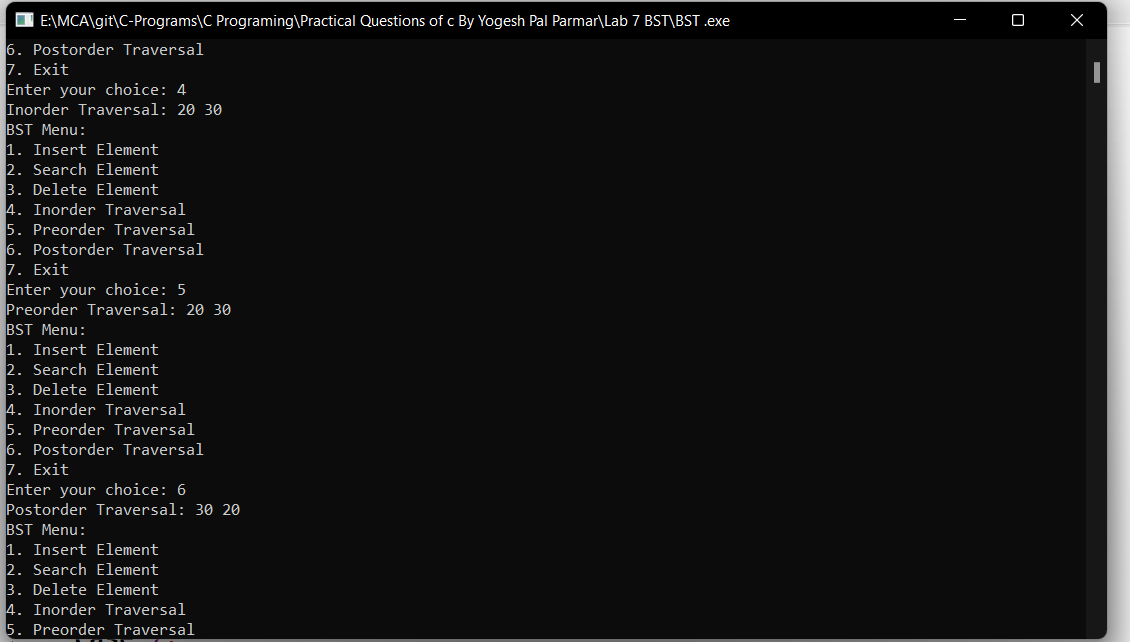 E:\MCA\git\C-Programs\C Programing\Practical Questions of c By Yogesh Pal Parmar\Lab 7 BST\BST .exe
6. Postorder Traversal
7. Exit
Enter your choice: 4
Inorder Traversal: 20 30
BST Menu:
1. Insert Element
2. Search Element
3. Delete Element
4. Inorder Traversal
5. Preorder Traversal
6. Postorder Traversal
7. Exit
Enter your choice: 5
Preorder Traversal: 20 30
BST Menu:
1. Insert Element
2. Search Element
3. Delete Element
4. Inorder Traversal
5. Preorder Traversal
6. Postorder Traversal
7. Exit
Enter your choice: 6
Postorder Traversal: 30 20
BST Menu:
1. Insert Element
2. Search Element
3. Delete Element
4. Inorder Traversal
5. Preorder Traversal